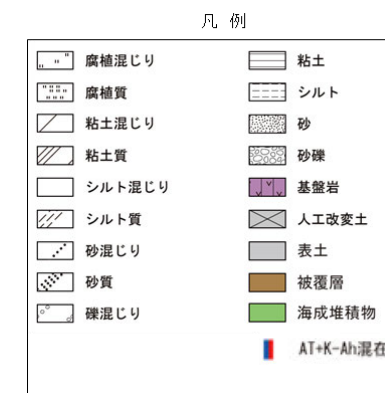 凡 例
腐植混じり
腐植質
粘土混じり
粘土質
シルト混じり
シルト質
砂混じり
砂質
礫混じり
粘土
シルト
砂
砂礫
基盤岩
人工改変土
表土
被覆層
海成堆積物
AT+K-Ah混在